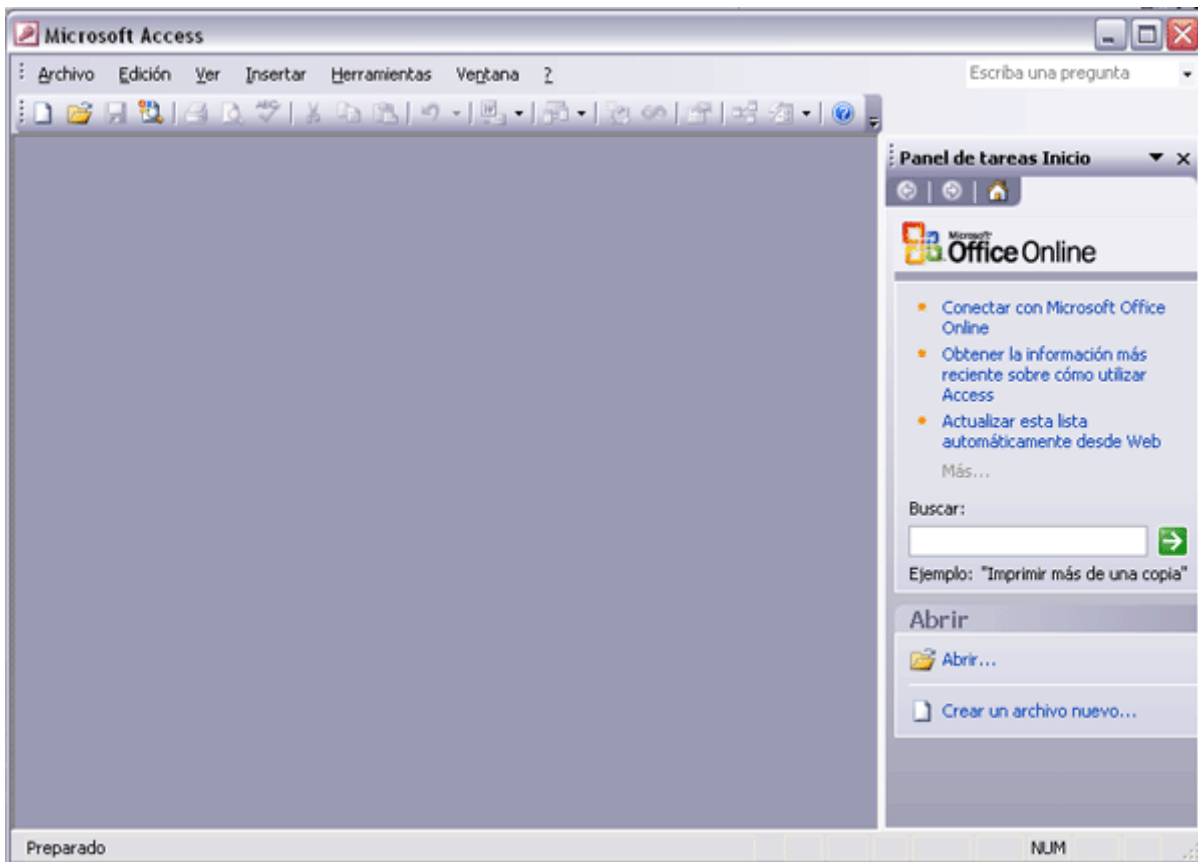 Microsoft Access
Archivo Edición Ver Insertar Herramientas Ventana ?
Escriba una pregunta
Panel de tareas Inicio
Microsoft
Office Online
Conectar con Microsoft Office
Online
Obtener la información más
reciente sobre cómo utilizar
Access
Actualizar esta lista
automáticamente desde Web
Más...
Buscar:
Ejemplo: "Imprimir más de una copia"
Abrir
Abrir...
Crear un archivo nuevo...
Preparado
NUM